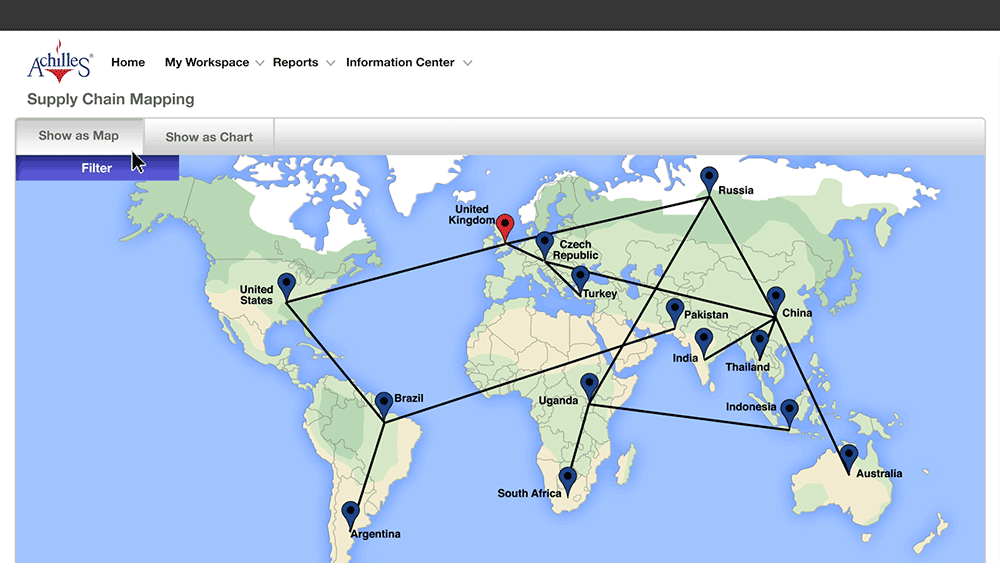 Achilles®
Home
My Workspace
Reports
Information Center
Supply Chain Mapping
Show as Map
Show as Chart
Filter
Russia
United
Kingdom
Czech
Republic
United
States
Turkey
Pakistan
China
India
Thailand
Brazil
Uganda
Indonesia
Australia
South Africa
Argentina